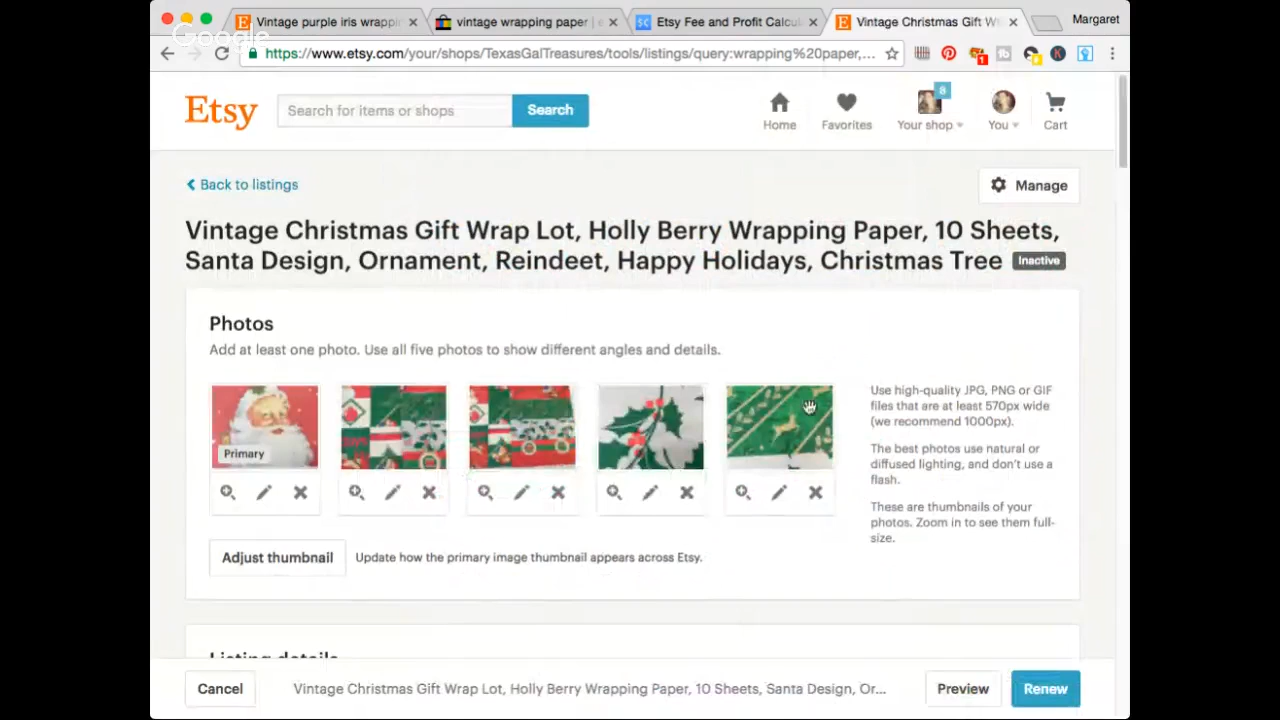 Vintage purple iris wrappin
vintage wrapping paper | e
Etsy Fee and Profit Calcu
Vintage Christmas Gift W
Margaret
Google
https://www.etsy.com/your/shops/TexasGalTreasures/tools/listings/query:wrapping%20paper,...
Etsy
Search for items or shops
Search
Home
Favorites
8
Your shop
You
Cart
Back to listings
Manage
Vintage Christmas Gift Wrap Lot, Holly Berry Wrapping Paper, 10 Sheets,
Santa Design, Ornament, Reindeet, Happy Holidays, Christmas Tree
Inactive
Photos
Add at least one photo. Use all five photos to show different angles and details.
Primary
Use high-quality JPG, PNG or GIF
files that are at least 570px wide
(we recommend 1000px).
The best photos use natural or
diffused lighting, and don't use a
flash.
These are thumbnails of your
photos. Zoom in to see them full-
size.
Adjust thumbnail
Update how the primary image thumbnail appears across Etsy.
Listing details
Cancel
Vintage Christmas Gift Wrap Lot, Holly Berry Wrapping Paper, 10 Sheets, Santa Design, Or...
Preview
Renew